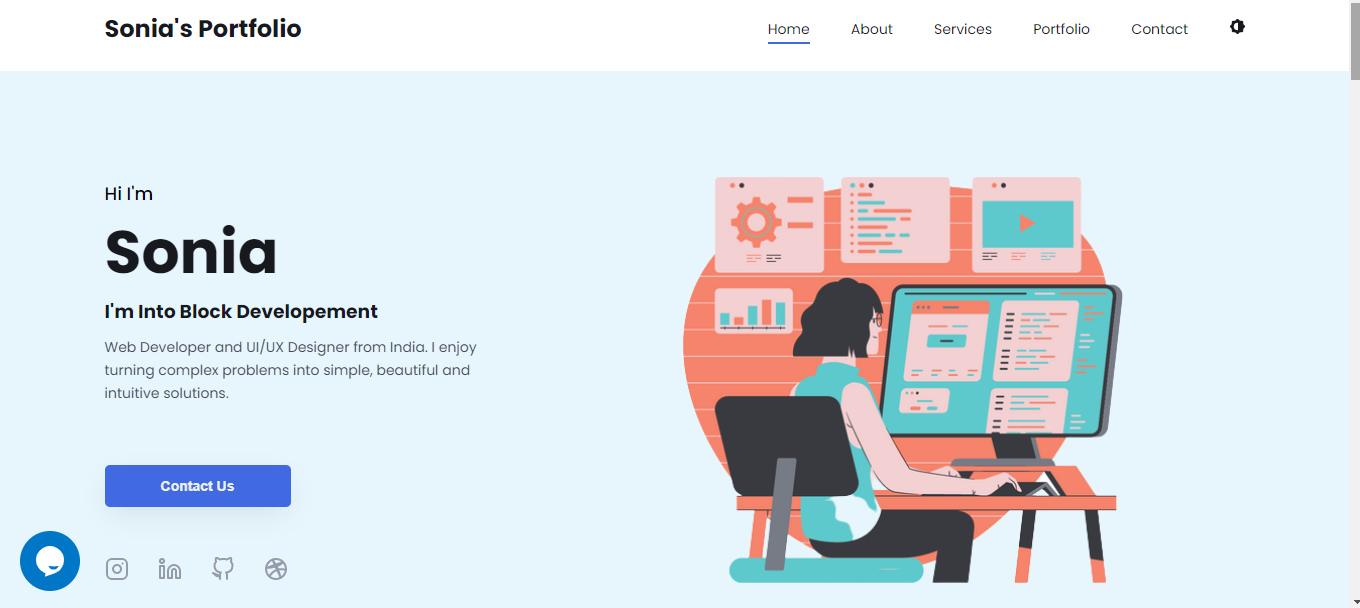 Sonia's Portfolio
Home About Services Portfolio Contact
Hi I'm
Sonia
I'm Into Block Developement
Web Developer and UI/UX Designer from India. I enjoy
turning complex problems into simple, beautiful and
intuitive solutions.
Contact Us